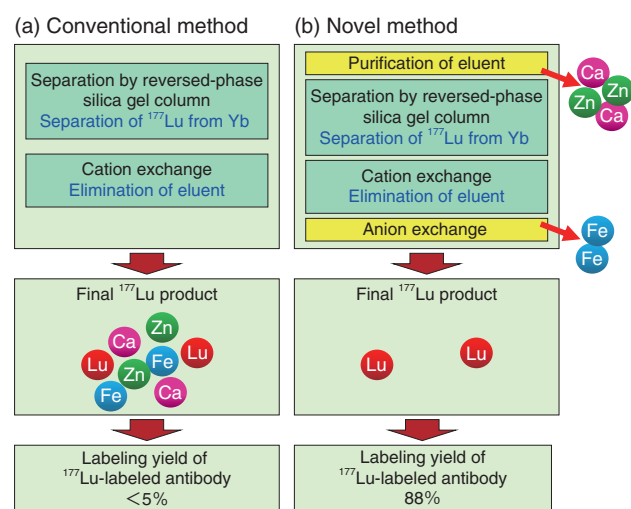 (a) Conventional method
Separation by reversed-phase
silica gel column
Separation of ¹⁷⁷Lu from Yb
Cation exchange
Elimination of eluent
Final ¹⁷⁷Lu product
Zn
Ca
Lu
Lu
Fe
Zn
Ca
Fe
Labeling yield of
¹⁷⁷Lu-labeled antibody
<5%
(b) Novel method
Purification of eluent
Separation by reversed-phase
silica gel column
Separation of ¹⁷⁷Lu from Yb
Cation exchange
Elimination of eluent
Anion exchange
Ca
Zn
Zn
Ca
Fe
Fe
Final ¹⁷⁷Lu product
Lu
Lu
Labeling yield of
¹⁷⁷Lu-labeled antibody
88%